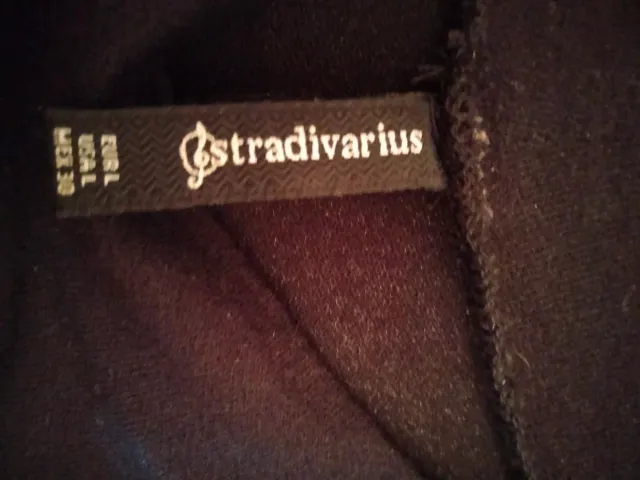 stradivarius
EUR L
USA L
MEX 30